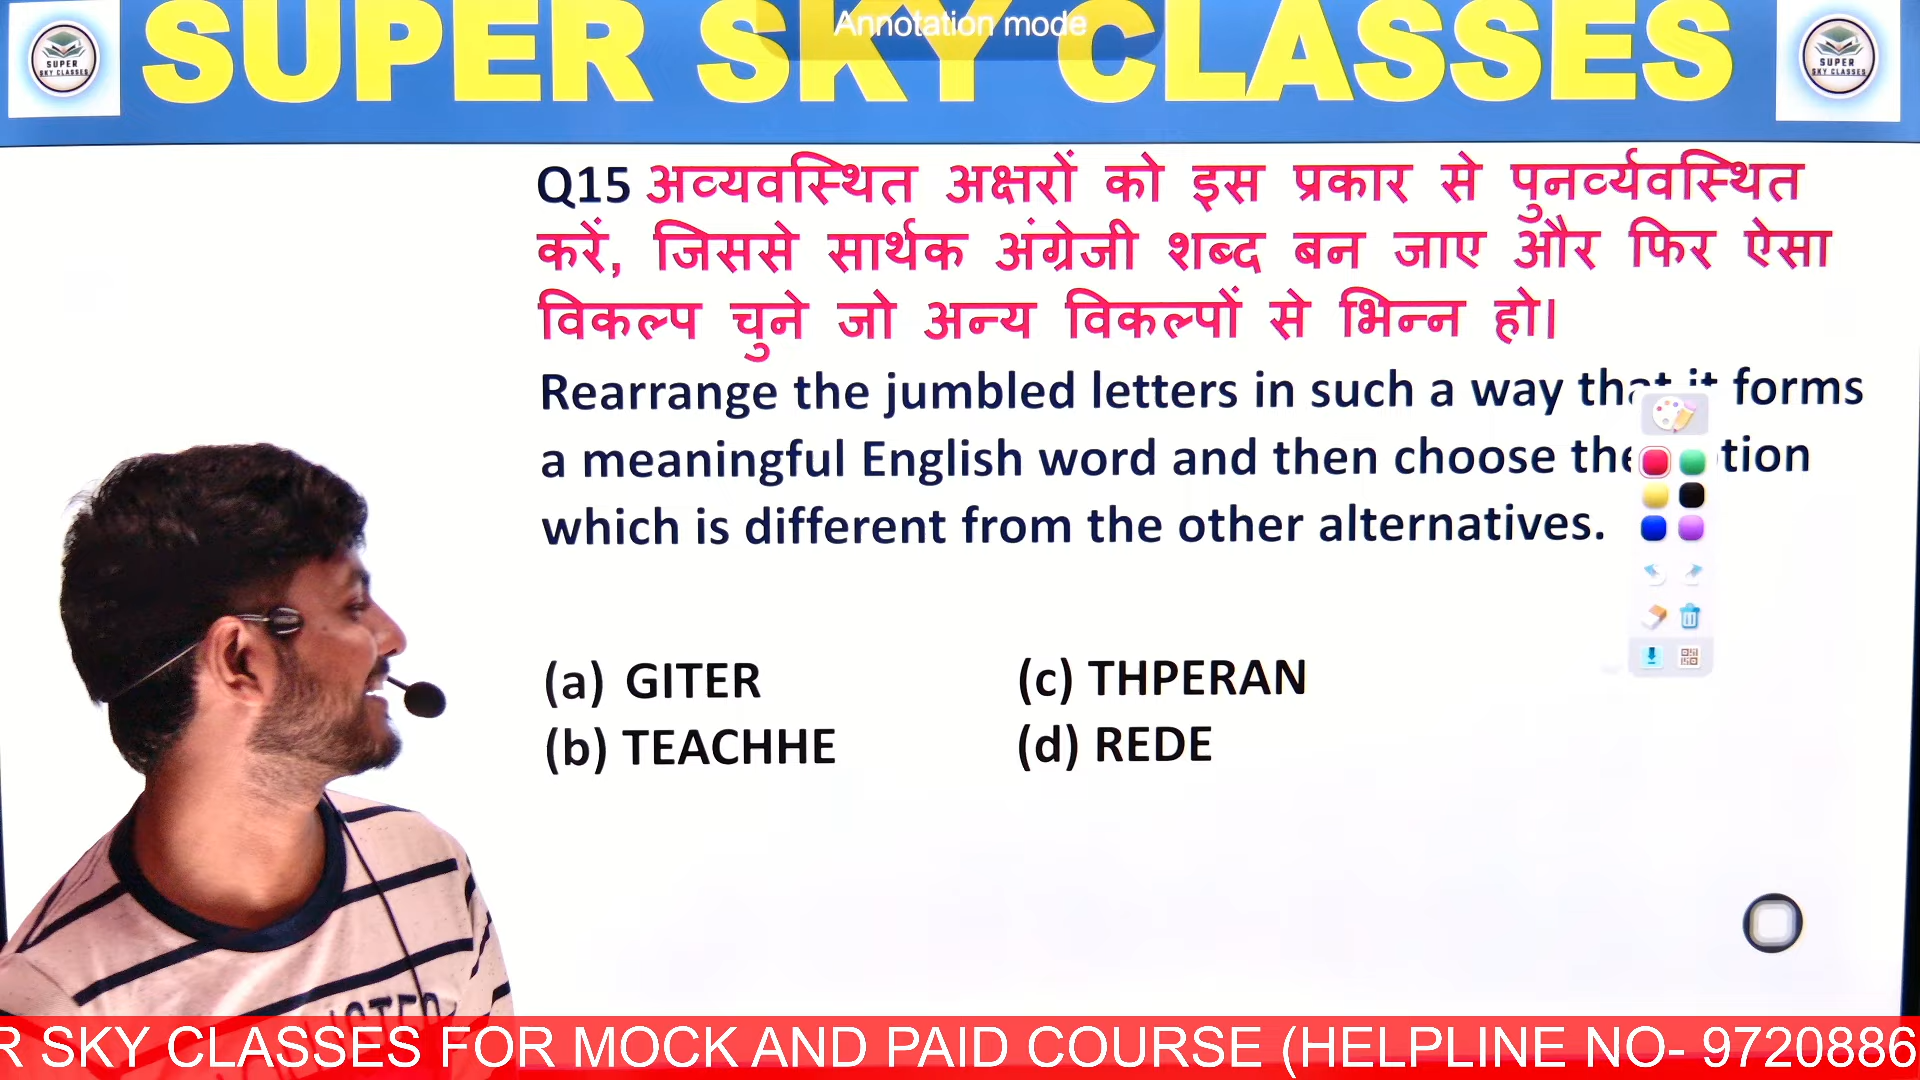 SUPER SKY CLASSES
Annotation mode
SUPER
SKY CLASSES
SUPER
SKY CLASSES
Q15 अव्यवस्थित अक्षरों को इस प्रकार से पुनर्व्यवस्थित
करें, जिससे सार्थक अंग्रेजी शब्द बन जाए और फिर ऐसा
विकल्प चुने जो अन्य विकल्पों से भिन्न हो।
Rearrange the jumbled letters in such a way that it forms
a meaningful English word and then choose the tion
which is different from the other alternatives.
(a) GITER
(c) THPERAN
(b) TEACHHE
(d) REDE
R SKY CLASSES FOR MOCK AND PAID COURSE (HELPLINE NO- 9720886